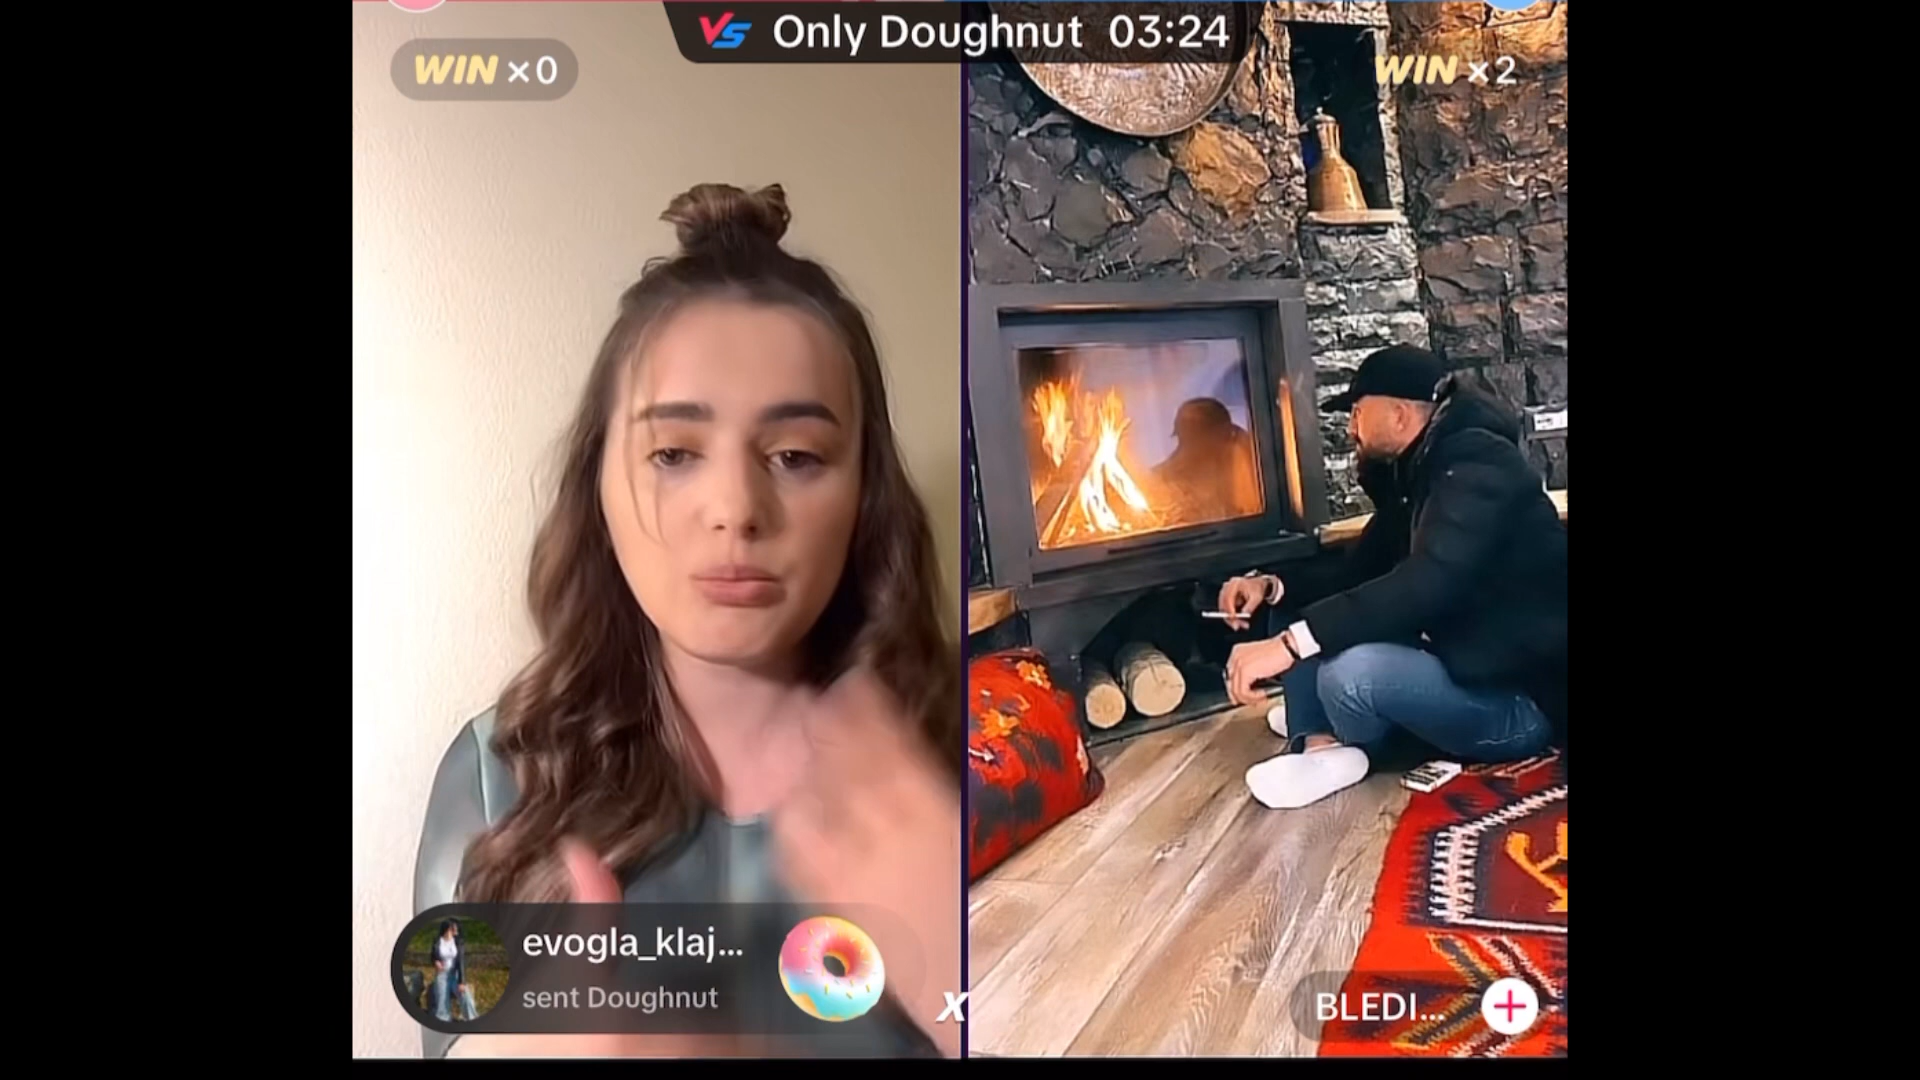 VS Only Doughnut 03:24
WIN ×0
WIN ×2
evogla_klaj...
sent Doughnut
X
BLEDI...